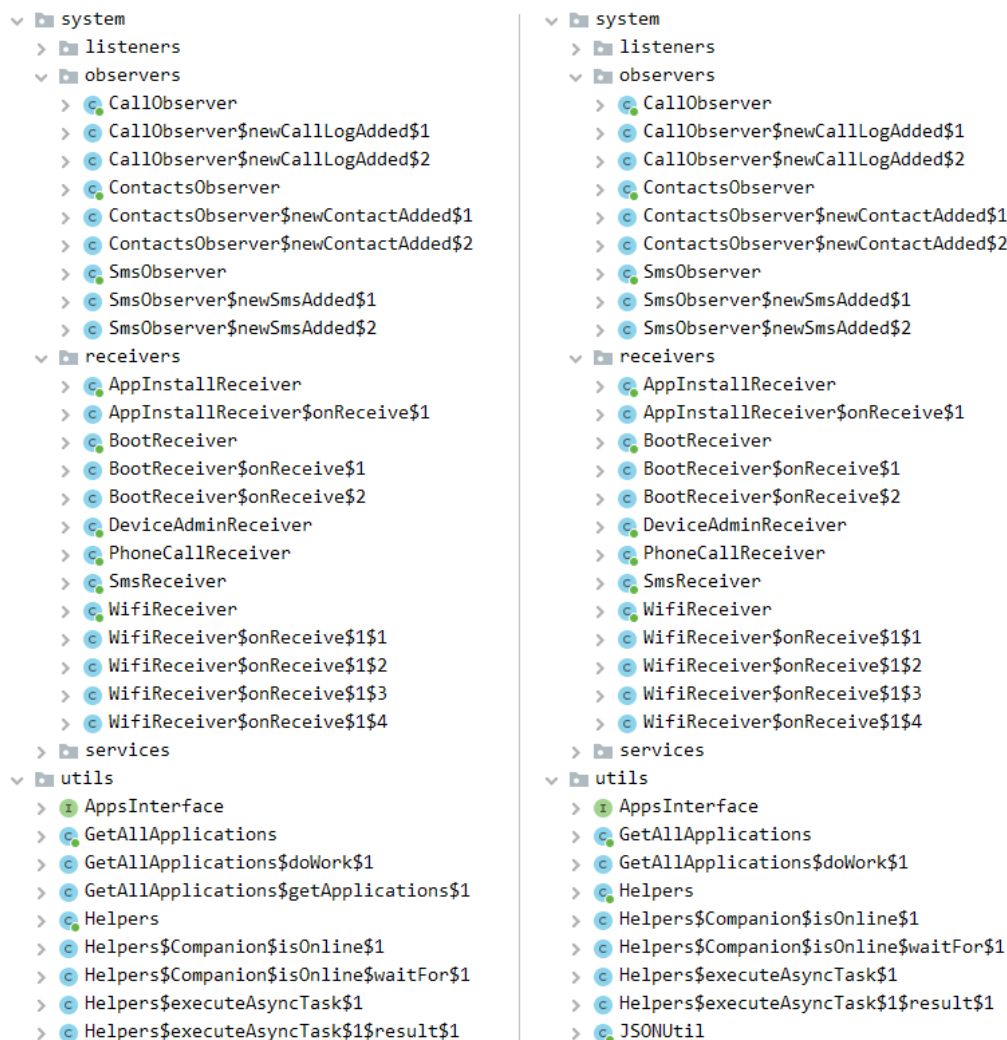 system
listeners
observers
CallObserver
CallObserver$newCallLogAdded$1
CallObserver$newCallLogAdded$2
ContactsObserver
ContactsObserver$newContactAdded$1
ContactsObserver$newContactAdded$2
SmsObserver
SmsObserver$newSmsAdded$1
SmsObserver$newSmsAdded$2
receivers
AppInstallReceiver
AppInstallReceiver$onReceive$1
BootReceiver
BootReceiver$onReceive$1
BootReceiver$onReceive$2
DeviceAdminReceiver
PhoneCallReceiver
SmsReceiver
WifiReceiver
WifiReceiver$onReceive$1$1
WifiReceiver$onReceive$1$2
WifiReceiver$onReceive$1$3
WifiReceiver$onReceive$1$4
services
utils
AppsInterface
GetAllApplications
GetAllApplications$doWork$1
GetAllApplications$getApplications$1
Helpers
Helpers$Companion$isOnline$1
Helpers$Companion$isOnline$waitFor$1
Helpers$executeAsyncTask$1
Helpers$executeAsyncTask$1$result$1
system
listeners
observers
CallObserver
CallObserver$newCallLogAdded$1
CallObserver$newCallLogAdded$2
ContactsObserver
ContactsObserver$newContactAdded$1
ContactsObserver$newContactAdded$2
SmsObserver
SmsObserver$newSmsAdded$1
SmsObserver$newSmsAdded$2
receivers
AppInstallReceiver
AppInstallReceiver$onReceive$1
BootReceiver
BootReceiver$onReceive$1
BootReceiver$onReceive$2
DeviceAdminReceiver
PhoneCallReceiver
SmsReceiver
WifiReceiver
WifiReceiver$onReceive$1$1
WifiReceiver$onReceive$1$2
WifiReceiver$onReceive$1$3
WifiReceiver$onReceive$1$4
services
utils
AppsInterface
GetAllApplications
GetAllApplications$doWork$1
Helpers
Helpers$Companion$isOnline$1
Helpers$Companion$isOnline$waitFor$1
Helpers$executeAsyncTask$1
Helpers$executeAsyncTask$1$result$1
JSONUtil